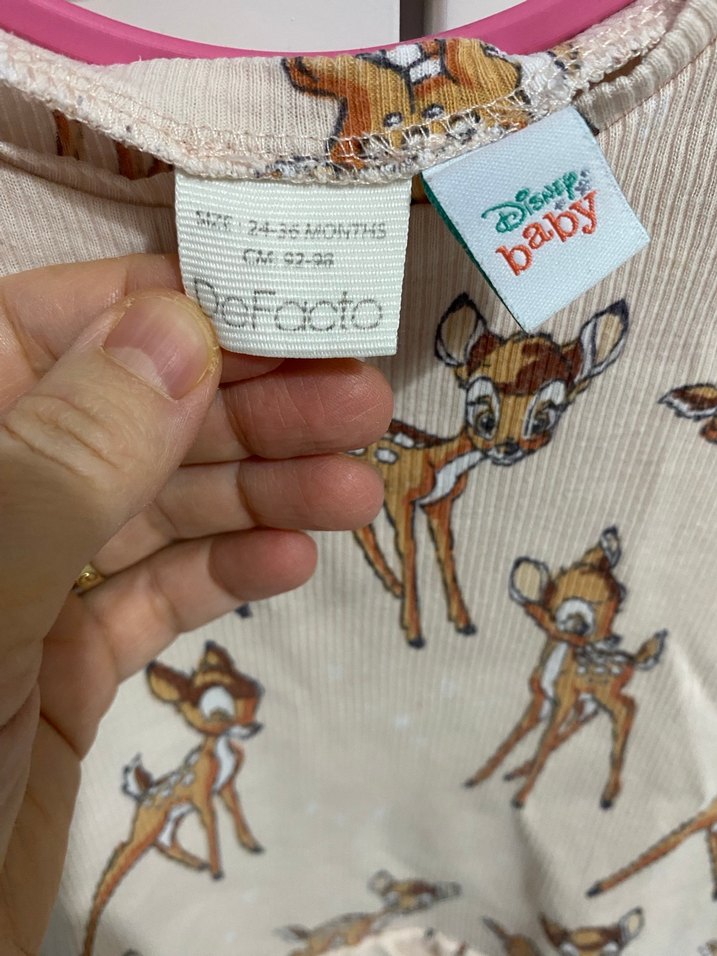 SIZE: 24-36 MONTHS
CM 92-98
DeFacto
Disney
baby